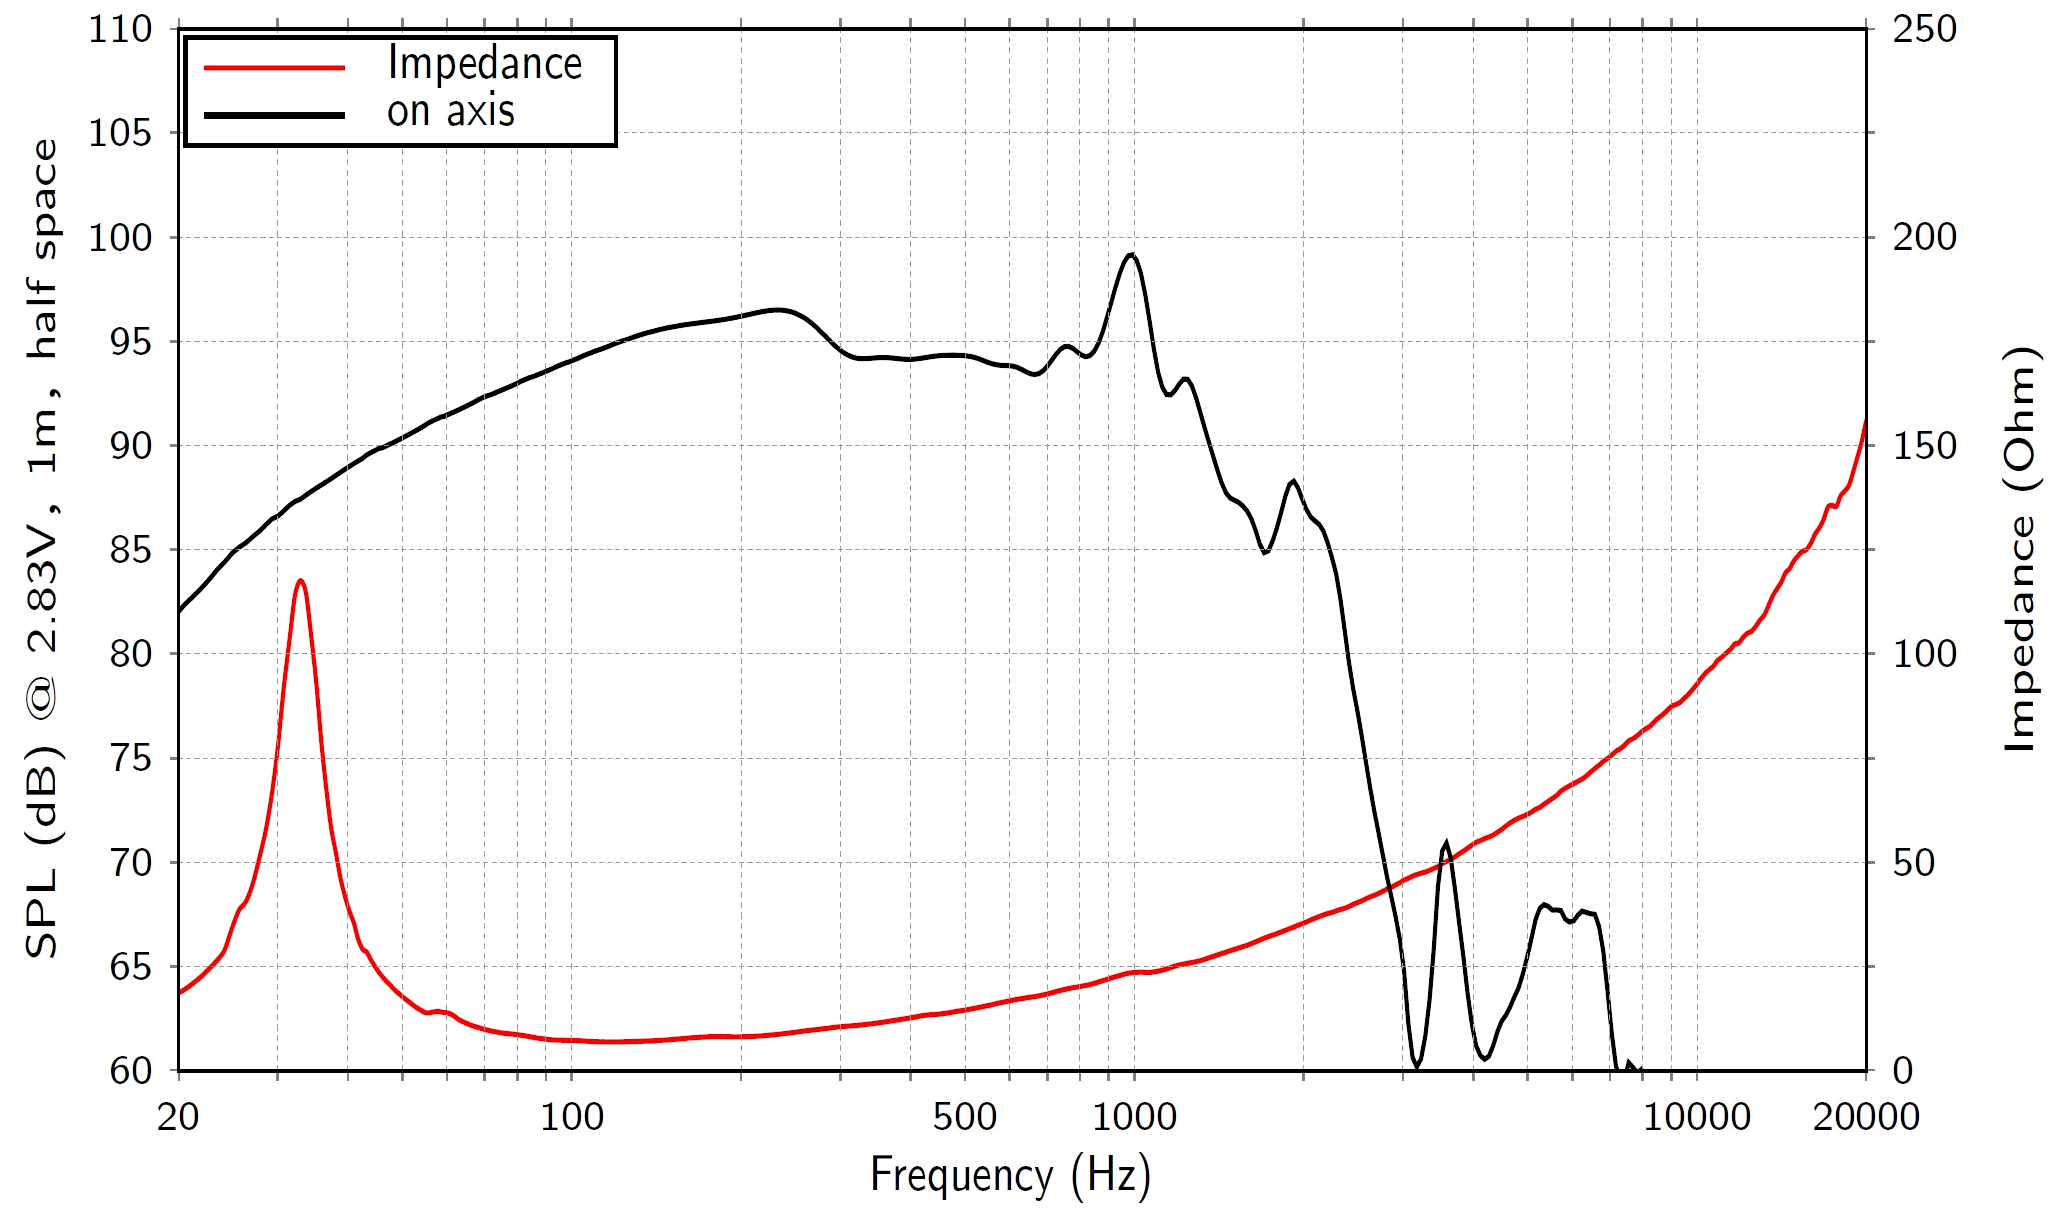 Impedance
on axis
SPL (dB) @ 2.83V, 1m, half space
110
105
100
95
90
85
80
75
70
65
60
250
200
150
100
50
0
Impedance (Ohm)
20 100 500 1000 10000 20000
Frequency (Hz)